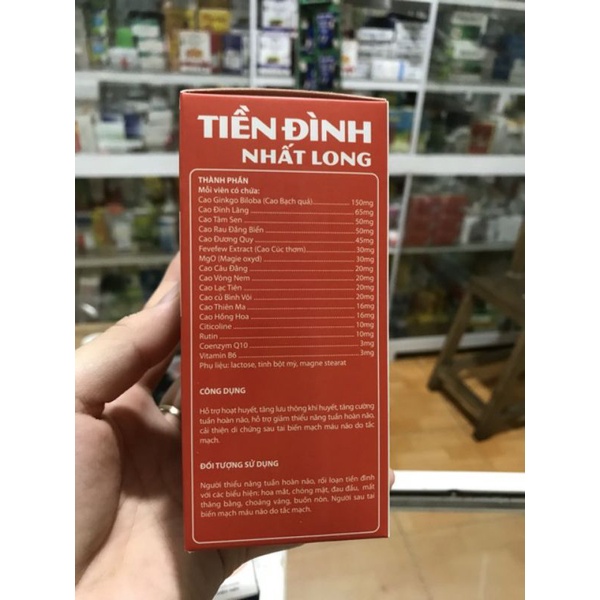 TIỀN ĐÌNH
NHẤT LONG
THÀNH PHẦN
Mỗi viên có chứa:
Cao Ginkgo Biloba (Cao Bạch quả) 150mg
Cao Đinh Lăng 65mg
Cao Tâm Sen 50mg
Cao Rau Đắng Biển 50mg
Cao Đương Quy 45mg
Fevefew Extract (Cao Cúc thơm) 30mg
MgO (Magie oxyd) 30mg
Cao Câu Đằng 20mg
Cao Vông Nem 20mg
Cao Lạc Tiên 20mg
Cao củ Bình Vôi 20mg
Cao Thiên Ma 16mg
Cao Hồng Hoa 16mg
Citicoline 10mg
Rutin 10mg
Coenzym Q10 3mg
Vitamin B6 3mg
Phụ liệu: lactose, tinh bột mỳ, magne stearat
CÔNG DỤNG
Hỗ trợ hoạt huyết, tăng lưu thông khí huyết, tăng cường
tuần hoàn não, hỗ trợ giảm thiểu năng tuần hoàn não,
cải thiện di chứng sau tai biến mạch máu não do tắc
mạch.
ĐỐI TƯỢNG SỬ DỤNG
Người thiểu năng tuần hoàn não, rối loạn tiền đình
với các biểu hiện: hoa mắt, chóng mặt, đau đầu, mất
thăng bằng, choáng váng, buồn nôn. Người sau tai
biến mạch máu não do tắc mạch.